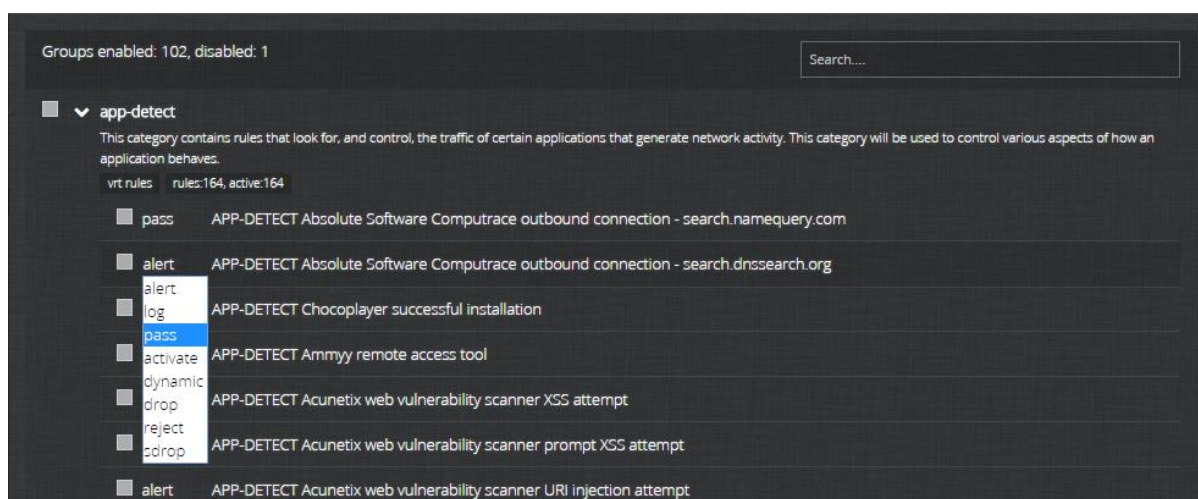 Groups enabled: 102, disabled: 1
Search....
app-detect
This category contains rules that look for, and control, the traffic of certain applications that generate network activity. This category will be used to control various aspects of how an
application behaves.
vrt rules rules:164, active:164
pass APP-DETECT Absolute Software Computrace outbound connection - search.namequery.com
alert APP-DETECT Absolute Software Computrace outbound connection - search.dnssearch.org
alert
log APP-DETECT Chocoplayer successful installation
pass
activate APP-DETECT Ammyy remote access tool
dynamic
drop APP-DETECT Acunetix web vulnerability scanner XSS attempt
reject
sdrop APP-DETECT Acunetix web vulnerability scanner prompt XSS attempt
alert APP-DETECT Acunetix web vulnerability scanner URI injection attempt